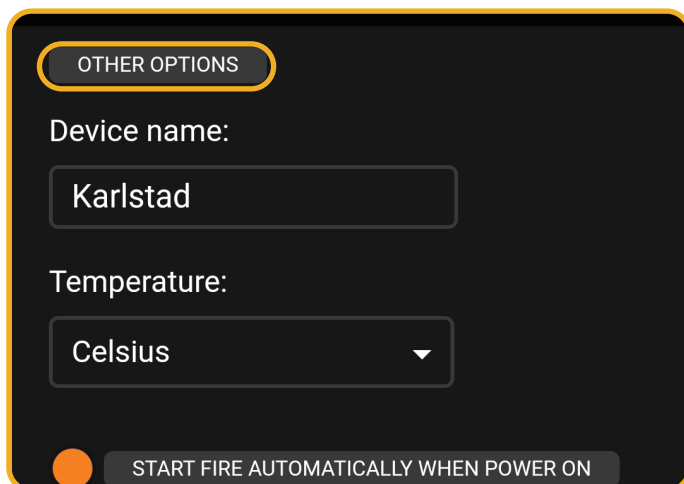 OTHER OPTIONS
Device name:
Karlstad
Temperature:
Celsius
START FIRE AUTOMATICALLY WHEN POWER ON